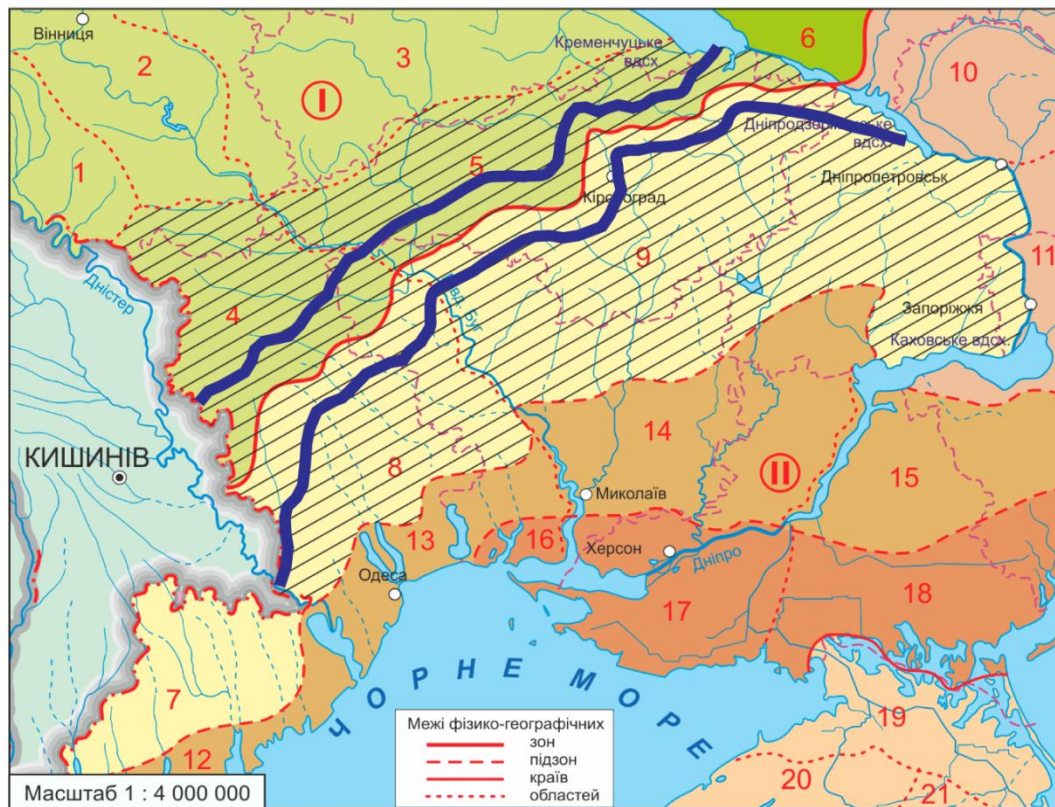 Вінниця
2
3
Кременчуцьке
вдсх.
6
10
I
Дніпродзержинське
вдсх.
1
5
Дніпропетровськ
Кіровоград
9
11
Дністер
4
Пвд. Буг
Запоріжжя
Каховське вдсх.
КИШИНІВ
8
14
II
15
Миколаїв
13
16
Херсон
Дніпро
Одеса
17
18
7
ЧОРНЕ МОРЕ
19
12
20
21
Межі фізико-географічних
зон
підзон
країв
областей
Масштаб 1 : 4 000 000